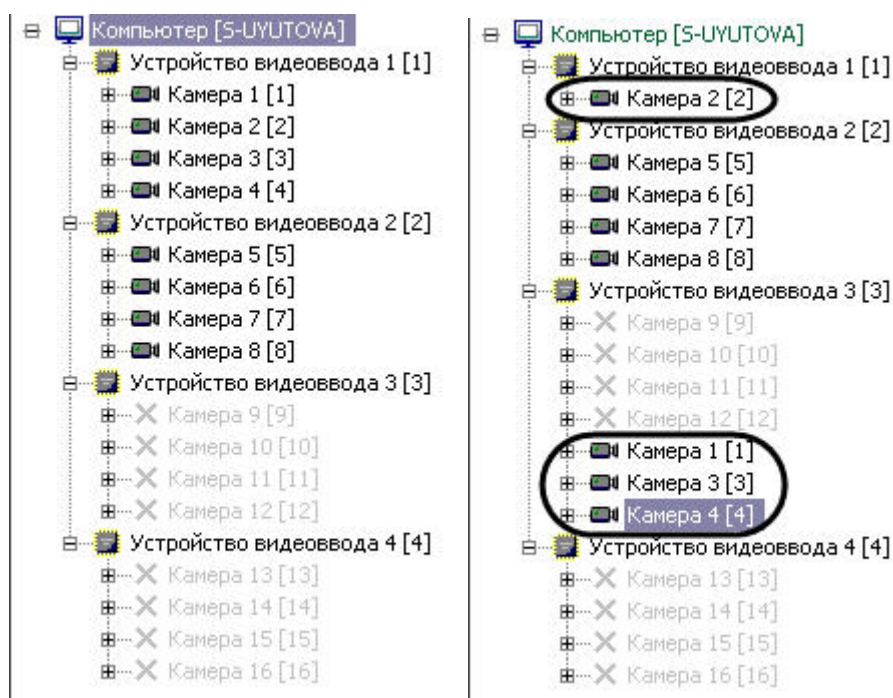 Компьютер [S-UYUTOVA]
Устройство видеоввода 1 [1]
Камера 1 [1]
Камера 2 [2]
Камера 3 [3]
Камера 4 [4]
Устройство видеоввода 2 [2]
Камера 5 [5]
Камера 6 [6]
Камера 7 [7]
Камера 8 [8]
Устройство видеоввода 3 [3]
Камера 9 [9]
Камера 10 [10]
Камера 11 [11]
Камера 12 [12]
Устройство видеоввода 4 [4]
Камера 13 [13]
Камера 14 [14]
Камера 15 [15]
Камера 16 [16]
Компьютер [S-UYUTOVA]
Устройство видеоввода 1 [1]
Камера 2 [2]
Устройство видеоввода 2 [2]
Камера 5 [5]
Камера 6 [6]
Камера 7 [7]
Камера 8 [8]
Устройство видеоввода 3 [3]
Камера 9 [9]
Камера 10 [10]
Камера 11 [11]
Камера 12 [12]
Камера 1 [1]
Камера 3 [3]
Камера 4 [4]
Устройство видеоввода 4 [4]
Камера 13 [13]
Камера 14 [14]
Камера 15 [15]
Камера 16 [16]